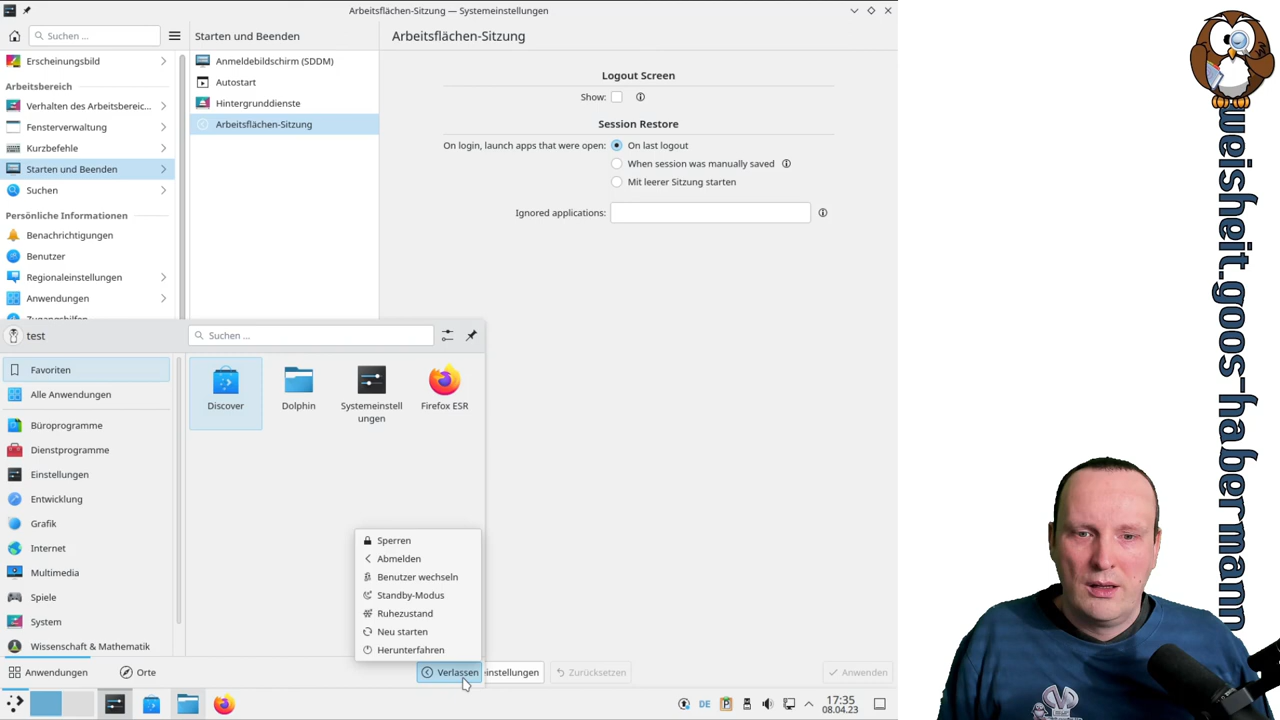 Arbeitsflächen-Sitzung — Systemeinstellungen
Suchen ...
Starten und Beenden
Arbeitsflächen-Sitzung
Erscheinungsbild
Arbeitsbereich
Verhalten des Arbeitsbereic...
Fensterverwaltung
Kurzbefehle
Starten und Beenden
Suchen
Persönliche Informationen
Benachrichtigungen
Benutzer
Regionaleinstellungen
Anwendungen
Zugangshilfen
Anmeldebildschirm (SDDM)
Autostart
Hintergrunddienste
Arbeitsflächen-Sitzung
Logout Screen
Show:
Session Restore
On login, launch apps that were open:
On last logout
When session was manually saved
Mit leerer Sitzung starten
Ignored applications:
test
Suchen ...
Favoriten
Alle Anwendungen
Büroprogramme
Dienstprogramme
Einstellungen
Entwicklung
Grafik
Internet
Multimedia
Spiele
System
Wissenschaft & Mathematik
Discover
Dolphin
Systemeinstell
ungen
Firefox ESR
Sperren
Abmelden
Benutzer wechseln
Standby-Modus
Ruhezustand
Neu starten
Herunterfahren
Anwendungen
Orte
Verlassen
einstellungen
Zurücksetzen
Anwenden
DE
17:35
08.04.23
weisheit.goos-habermann